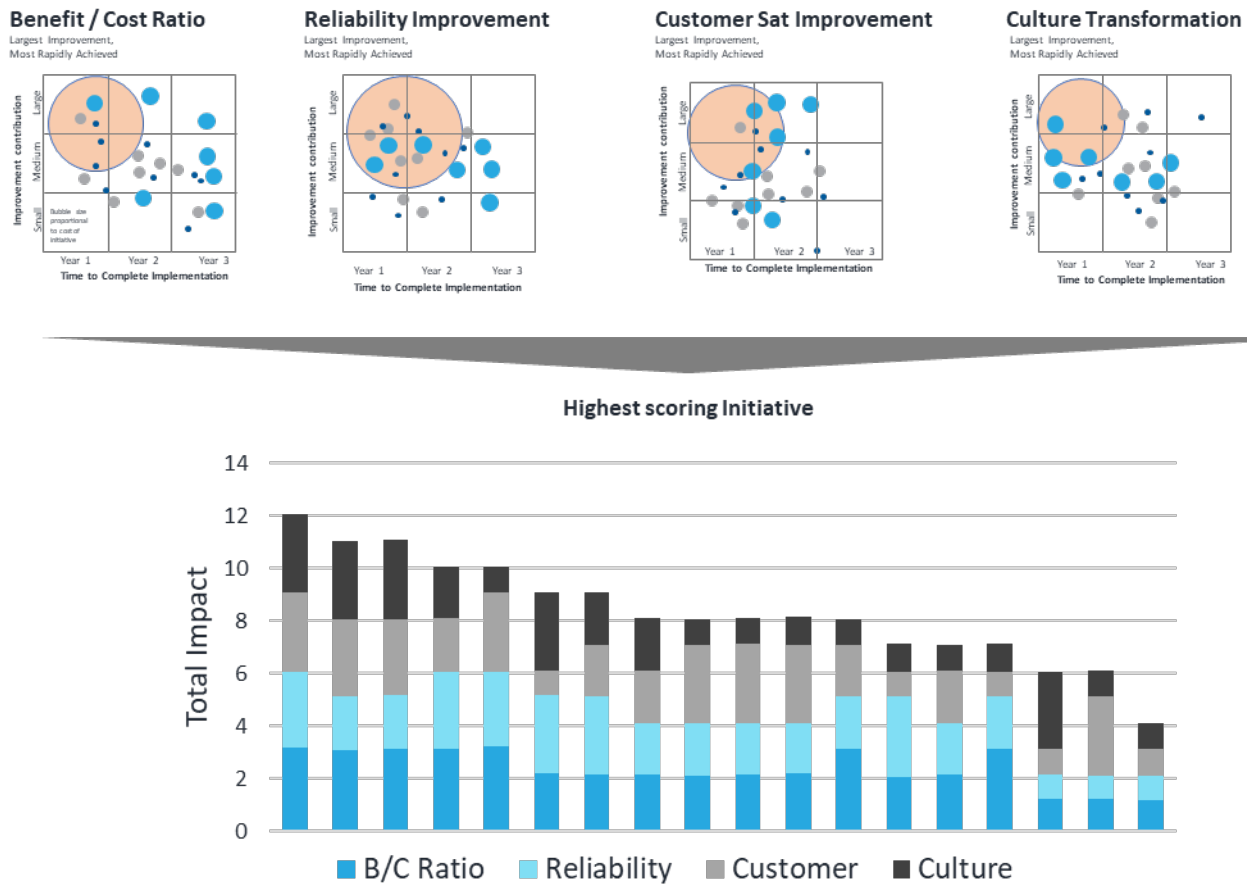 Benefit / Cost Ratio
Largest Improvement,
Most Rapidly Achieved
Improvement contribution
Large
Medium
Small
Bubble size
proportional
to cost of
initiative
Year 1
Year 2
Year 3
Time to Complete Implementation
Reliability Improvement
Largest Improvement,
Most Rapidly Achieved
Improvement contribution
Large
Medium
Small
Year 1
Year 2
Year 3
Time to Complete Implementation
Customer Sat Improvement
Largest Improvement,
Most Rapidly Achieved
Improvement contribution
Large
Medium
Small
Year 1
Year 2
Year 3
Time to Complete Implementation
Culture Transformation
Largest Improvement,
Most Rapidly Achieved
Improvement contribution
Large
Medium
Small
Year 1
Year 2
Year 3
Time to Complete Implementation
Highest scoring Initiative
Total Impact
14
12
10
8
6
4
2
0
B/C Ratio
Reliability
Customer
Culture